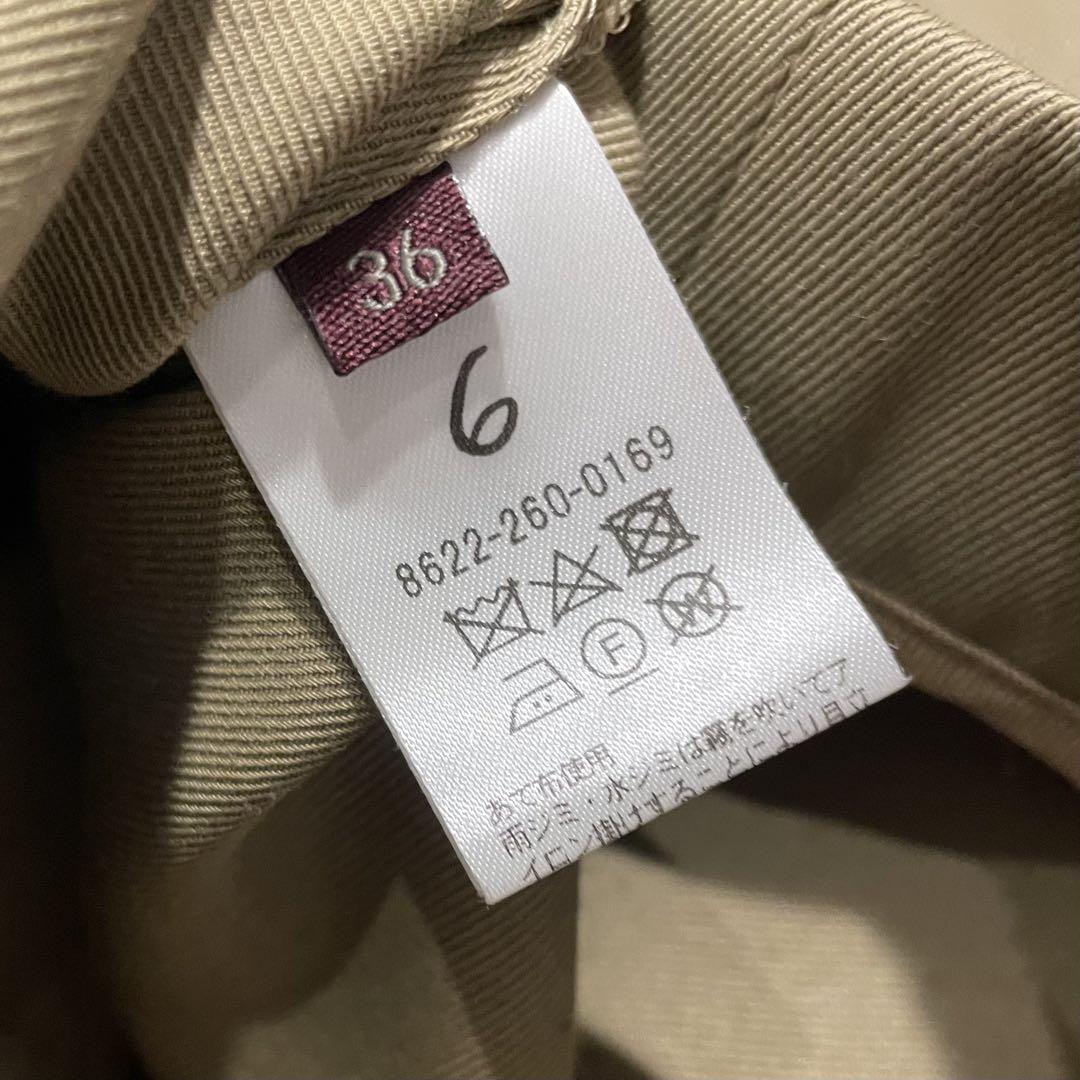 36
6
8622-260-0169
F
W
あて布使用
雨ジミ・水ジミは霧を吹いてア
イロン掛けすることにより目立